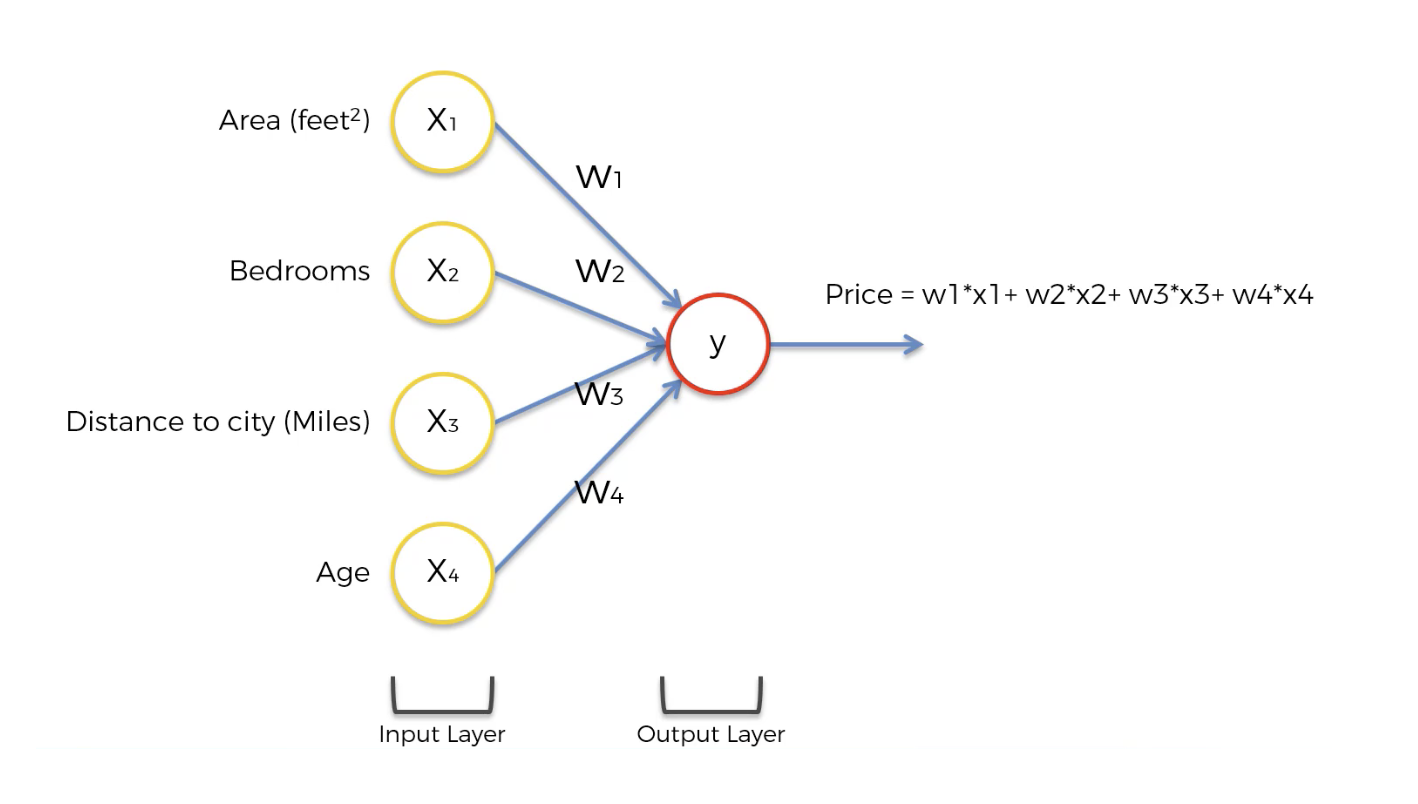 Area (feet²)
X1
W1
Bedrooms
X2
W2
Price = w1*x1+ w2*x2+ w3*x3+ w4*x4
y
Distance to city (Miles)
X3
W3
Age
X4
W4
Input Layer
Output Layer